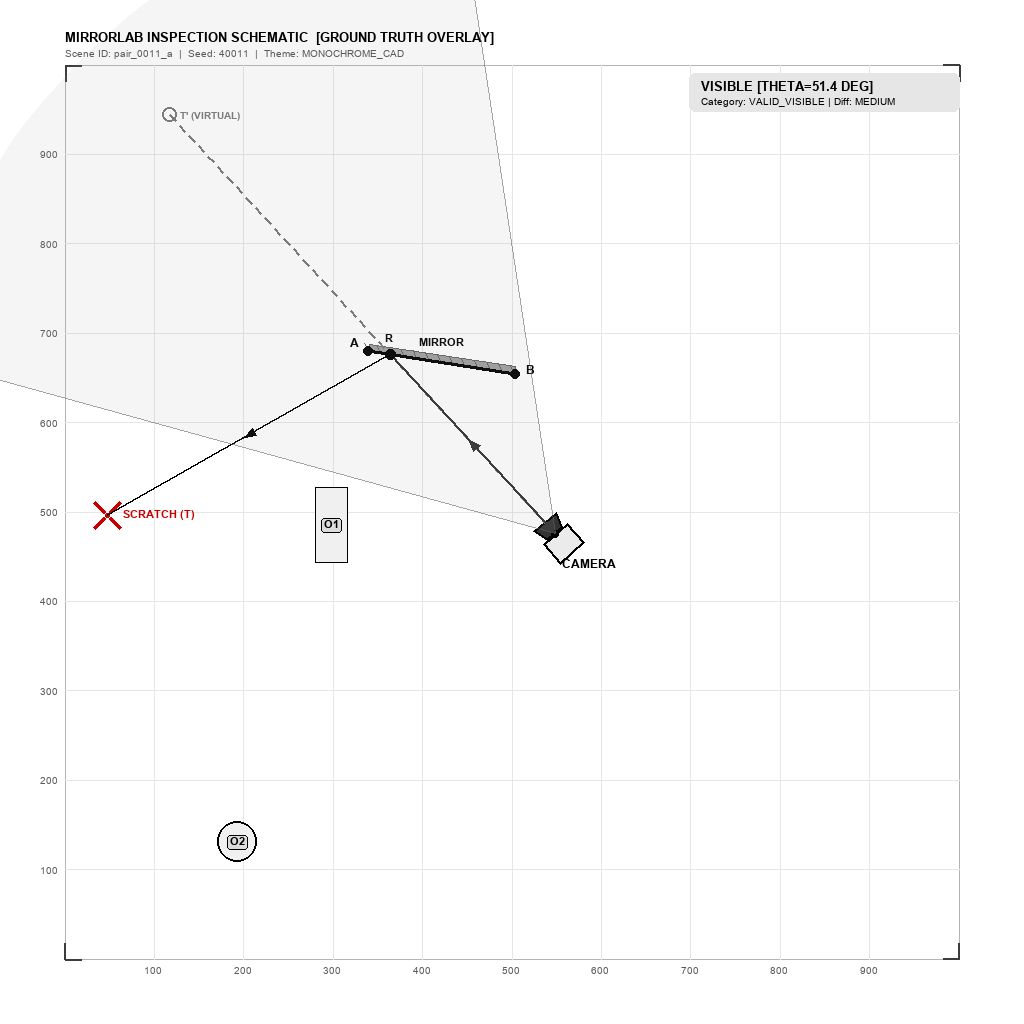 MIRRORLAB INSPECTION SCHEMATIC  [GROUND TRUTH OVERLAY]
Scene ID: pair_0011_a  |  Seed: 40011  |  Theme: MONOCHROME_CAD
VISIBLE [THETA=51.4 DEG]
Category: VALID_VISIBLE | Diff: MEDIUM
T' (VIRTUAL)
900
800
700
A
R
MIRROR
B
600
500
SCRATCH (T)
O1
CAMERA
400
300
200
O2
100
100 200 300 400 500 600 700 800 900